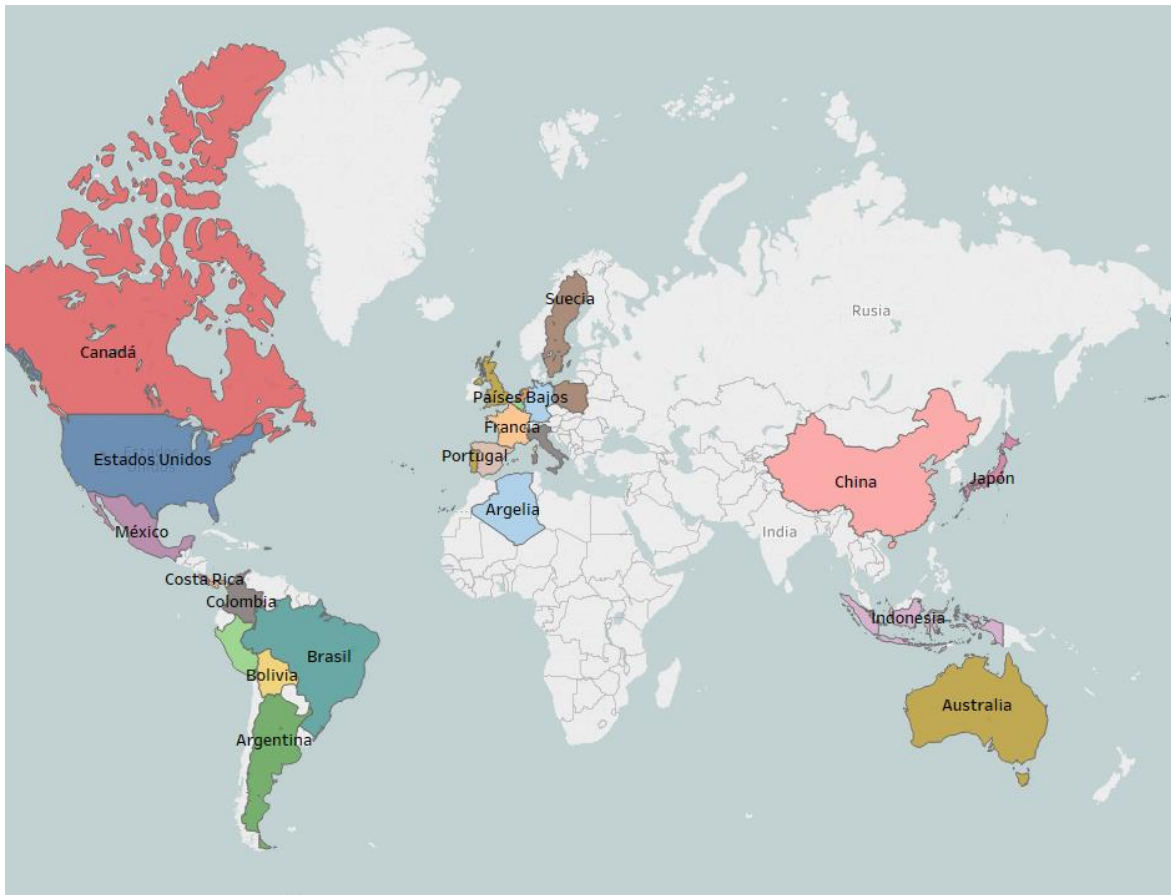 Suecia
Rusia
Canadá
Países Bajos
Francia
Estados Unidos
Portugal
China
Japón
Argelia
México
India
Costa Rica
Colombia
Indonesia
Brasil
Bolivia
Australia
Argentina